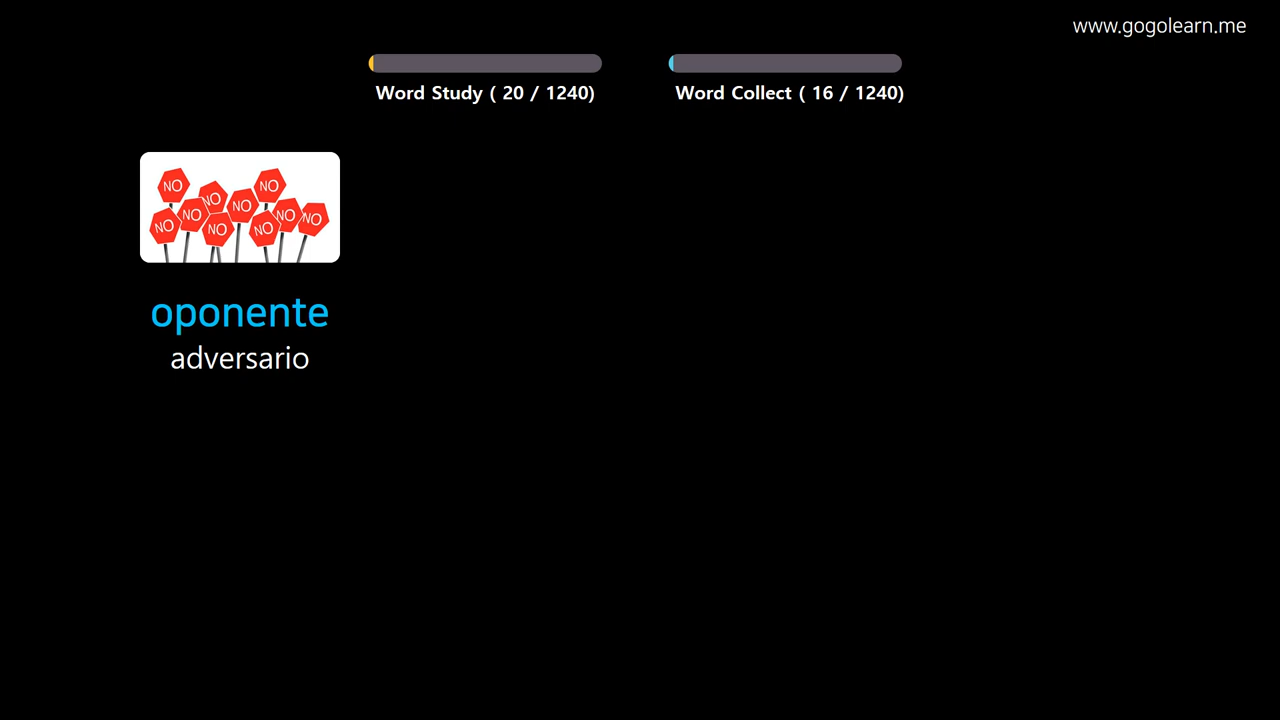 www.gogolearn.me
Word Study ( 20 / 1240)
Word Collect ( 16 / 1240)
NO NO
NO
NO NO NO NO NO
NO NO NO
oponente
adversario